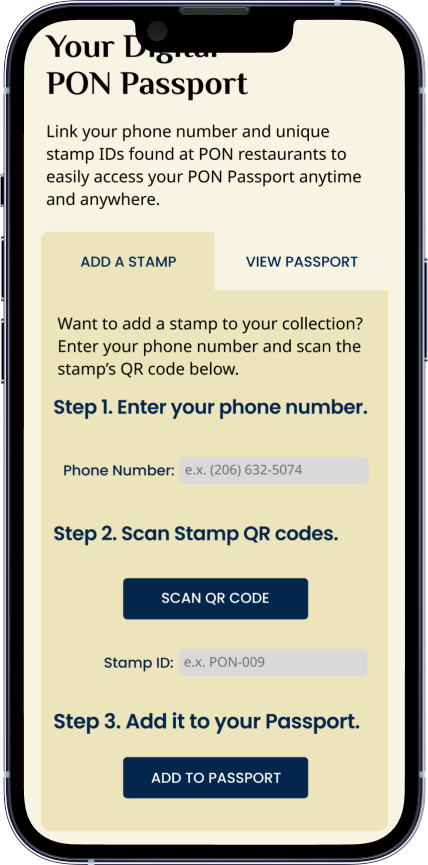 Your Digital
PON Passport
Link your phone number and unique
stamp IDs found at PON restaurants to
easily access your PON Passport anytime
and anywhere.
ADD A STAMP
VIEW PASSPORT
Want to add a stamp to your collection?
Enter your phone number and scan the
stamp’s QR code below.
Step 1. Enter your phone number.
Phone Number: e.x. (206) 632-5074
Step 2. Scan Stamp QR codes.
SCAN QR CODE
Stamp ID: e.x. PON-009
Step 3. Add it to your Passport.
ADD TO PASSPORT